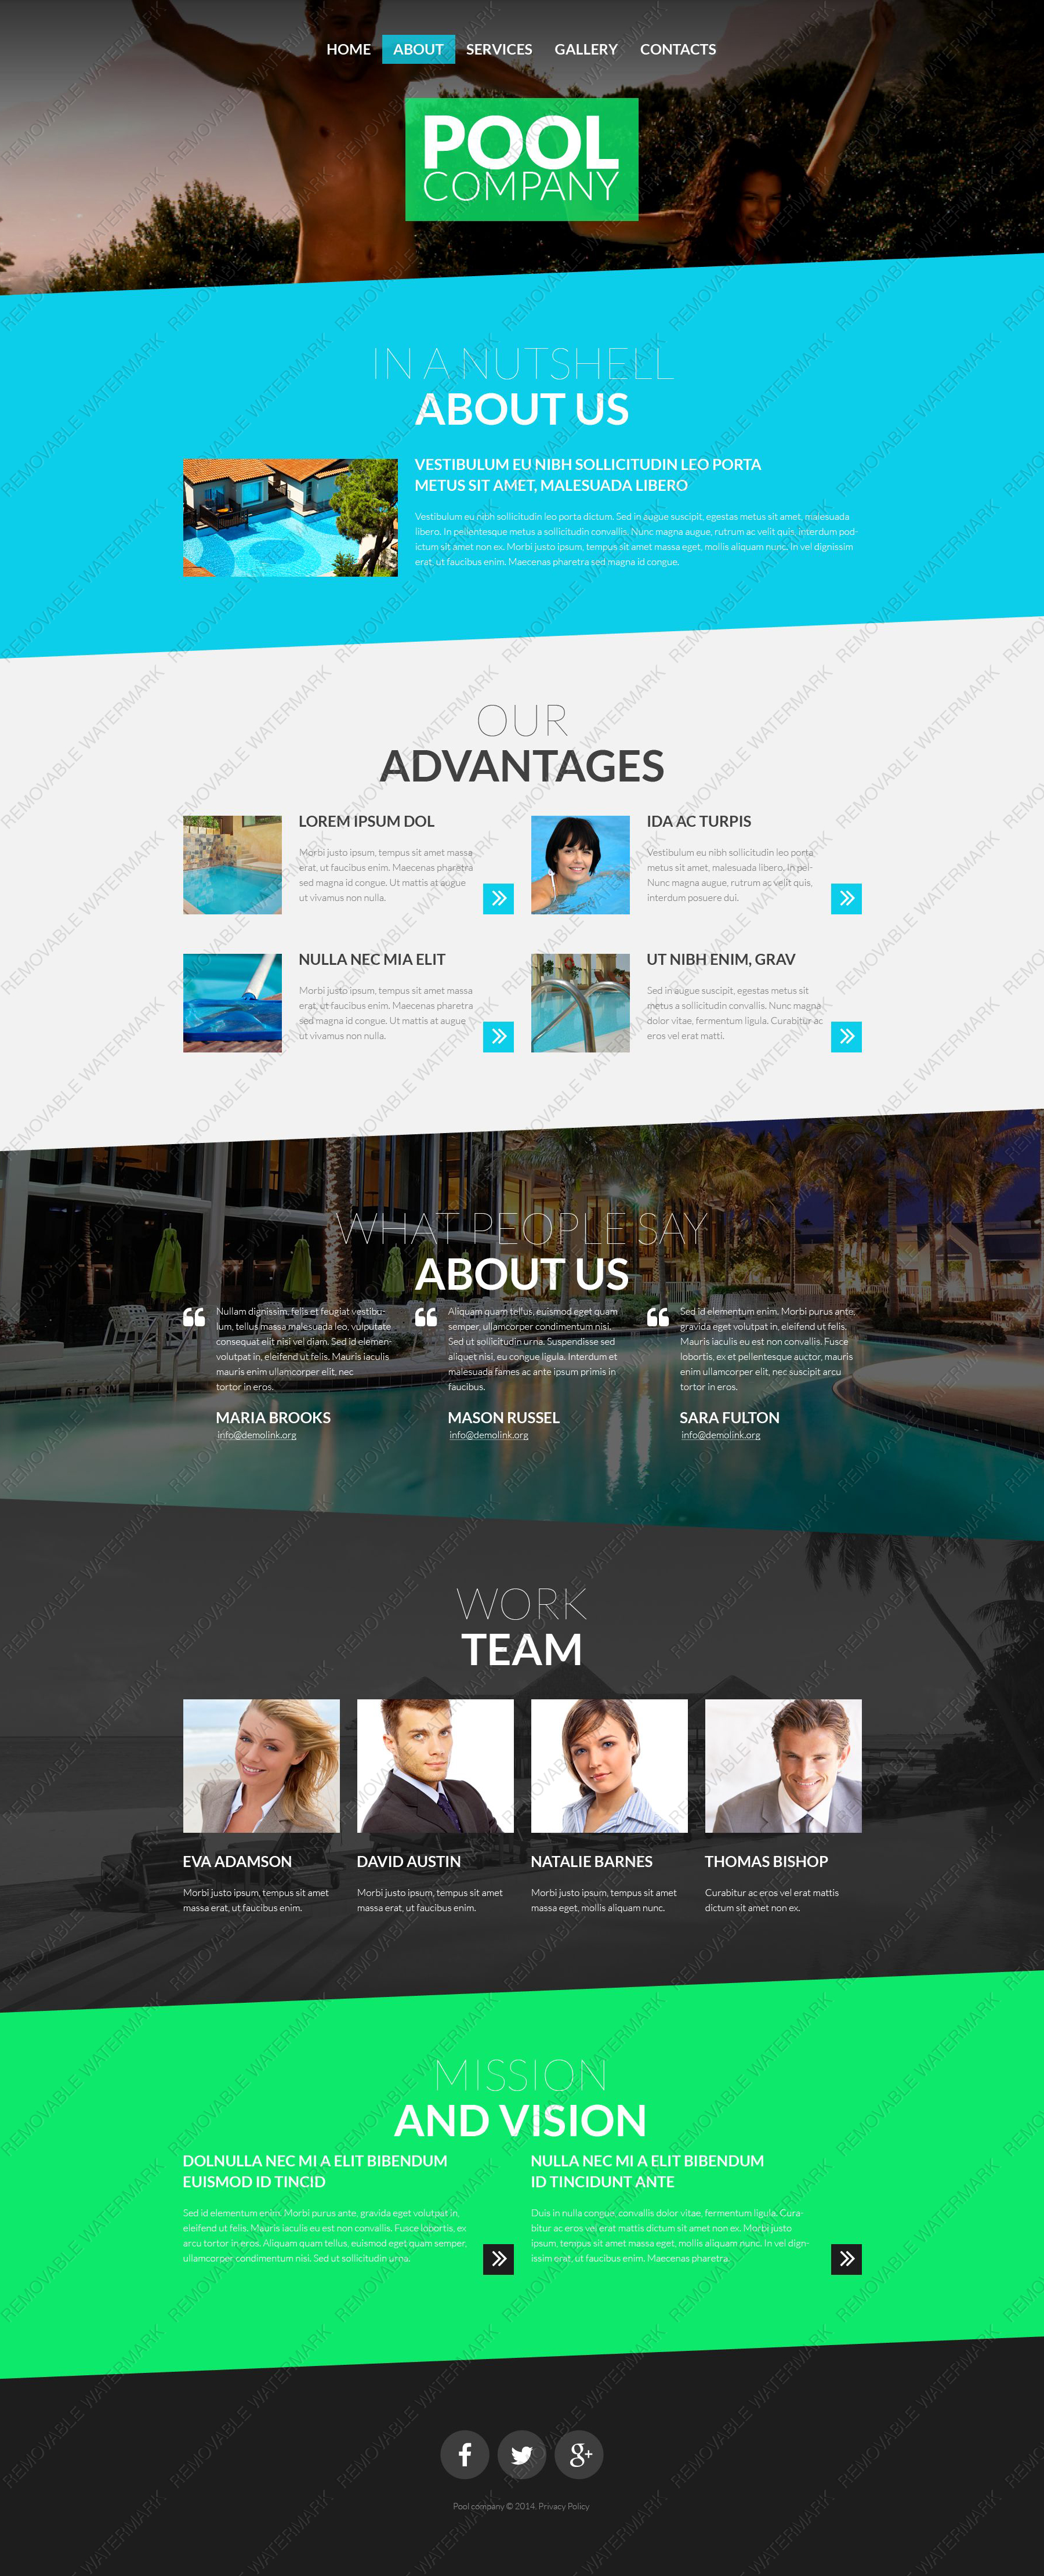 HOME ABOUT SERVICES GALLERY CONTACTS
POOL
COMPANY
IN A NUTSHELL
ABOUT US
VESTIBULUM EU NIBH SOLLICITUDIN LEO PORTA
METUS SIT AMET, MALESUADA LIBERO
Vestibulum eu nibh sollicitudin leo porta dictum. Sed in augue suscipit, egestas metus sit amet, malesuada
libero. In pellentesque metus a sollicitudin convallis. Nunc magna augue, rutrum ac velit quis, interdum pod-
ictum sit amet non ex. Morbi justo ipsum, tempus sit amet massa eget, mollis aliquam nunc. In vel dignissim
erat, ut faucibus enim. Maecenas pharetra sed magna id congue.
OUR
ADVANTAGES
LOREM IPSUM DOL
Morbi justo ipsum, tempus sit amet massa
erat, ut faucibus enim. Maecenas pharetra
sed magna id congue. Ut mattis at augue
ut vivamus non nulla.
IDA AC TURPIS
Vestibulum eu nibh sollicitudin leo porta
metus sit amet, malesuada libero. In pel-
Nunc magna augue, rutrum ac velit quis,
interdum posuere dui.
NULLA NEC MIA ELIT
Morbi justo ipsum, tempus sit amet massa
erat, ut faucibus enim. Maecenas pharetra
sed magna id congue. Ut mattis at augue
ut vivamus non nulla.
UT NIBH ENIM, GRAV
Sed in augue suscipit, egestas metus sit
metus a sollicitudin convallis. Nunc magna
dolor vitae, fermentum ligula. Curabitur ac
eros vel erat matti.
WHAT PEOPLE SAY
ABOUT US
Nullam dignissim, felis et feugiat vestibu-
lum, tellus massa malesuada leo, vulputate
consequat elit nisi vel diam. Sed id elemen-
volutpat in, eleifend ut felis. Mauris iaculis
mauris enim ullamcorper elit, nec
tortor in eros.
MARIA BROOKS
info@demolink.org
Aliquam quam tellus, euismod eget quam
semper, ullamcorper condimentum nisi.
Sed ut sollicitudin urna. Suspendisse sed
aliquet nisi, eu congue ligula. Interdum et
malesuada fames ac ante ipsum primis in
faucibus.
MASON RUSSEL
info@demolink.org
Sed id elementum enim. Morbi purus ante,
gravida eget volutpat in, eleifend ut felis.
Mauris iaculis eu est non convallis. Fusce
lobortis, ex et pellentesque auctor, mauris
enim ullamcorper elit, nec suscipit arcu
tortor in eros.
SARA FULTON
info@demolink.org
6 FT 3 IN
WORK
TEAM
EVA ADAMSON
Morbi justo ipsum, tempus sit amet
massa erat, ut faucibus enim.
DAVID AUSTIN
Morbi justo ipsum, tempus sit amet
massa erat, ut faucibus enim.
NATALIE BARNES
Morbi justo ipsum, tempus sit amet
massa eget, mollis aliquam nunc.
THOMAS BISHOP
Curabitur ac eros vel erat mattis
dictum sit amet non ex.
MISSION
AND VISION
DOLNULLA NEC MI A ELIT BIBENDUM
EUISMOD ID TINCID
Sed id elementum enim. Morbi purus ante, gravida eget volutpat in,
eleifend ut felis. Mauris iaculis eu est non convallis. Fusce lobortis, ex
arcu tortor in eros. Aliquam quam tellus, euismod eget quam semper,
ullamcorper condimentum nisi. Sed ut sollicitudin urna.
NULLA NEC MI A ELIT BIBENDUM
ID TINCIDUNT ANTE
Duis in nulla congue, convallis dolor vitae, fermentum ligula. Cura-
bitur ac eros vel erat mattis dictum sit amet non ex. Morbi justo
ipsum, tempus sit amet massa eget, mollis aliquam nunc. In vel dign-
issim erat, ut faucibus enim. Maecenas pharetra.
Pool company © 2014. Privacy Policy
REMOVABLE WATERMARK